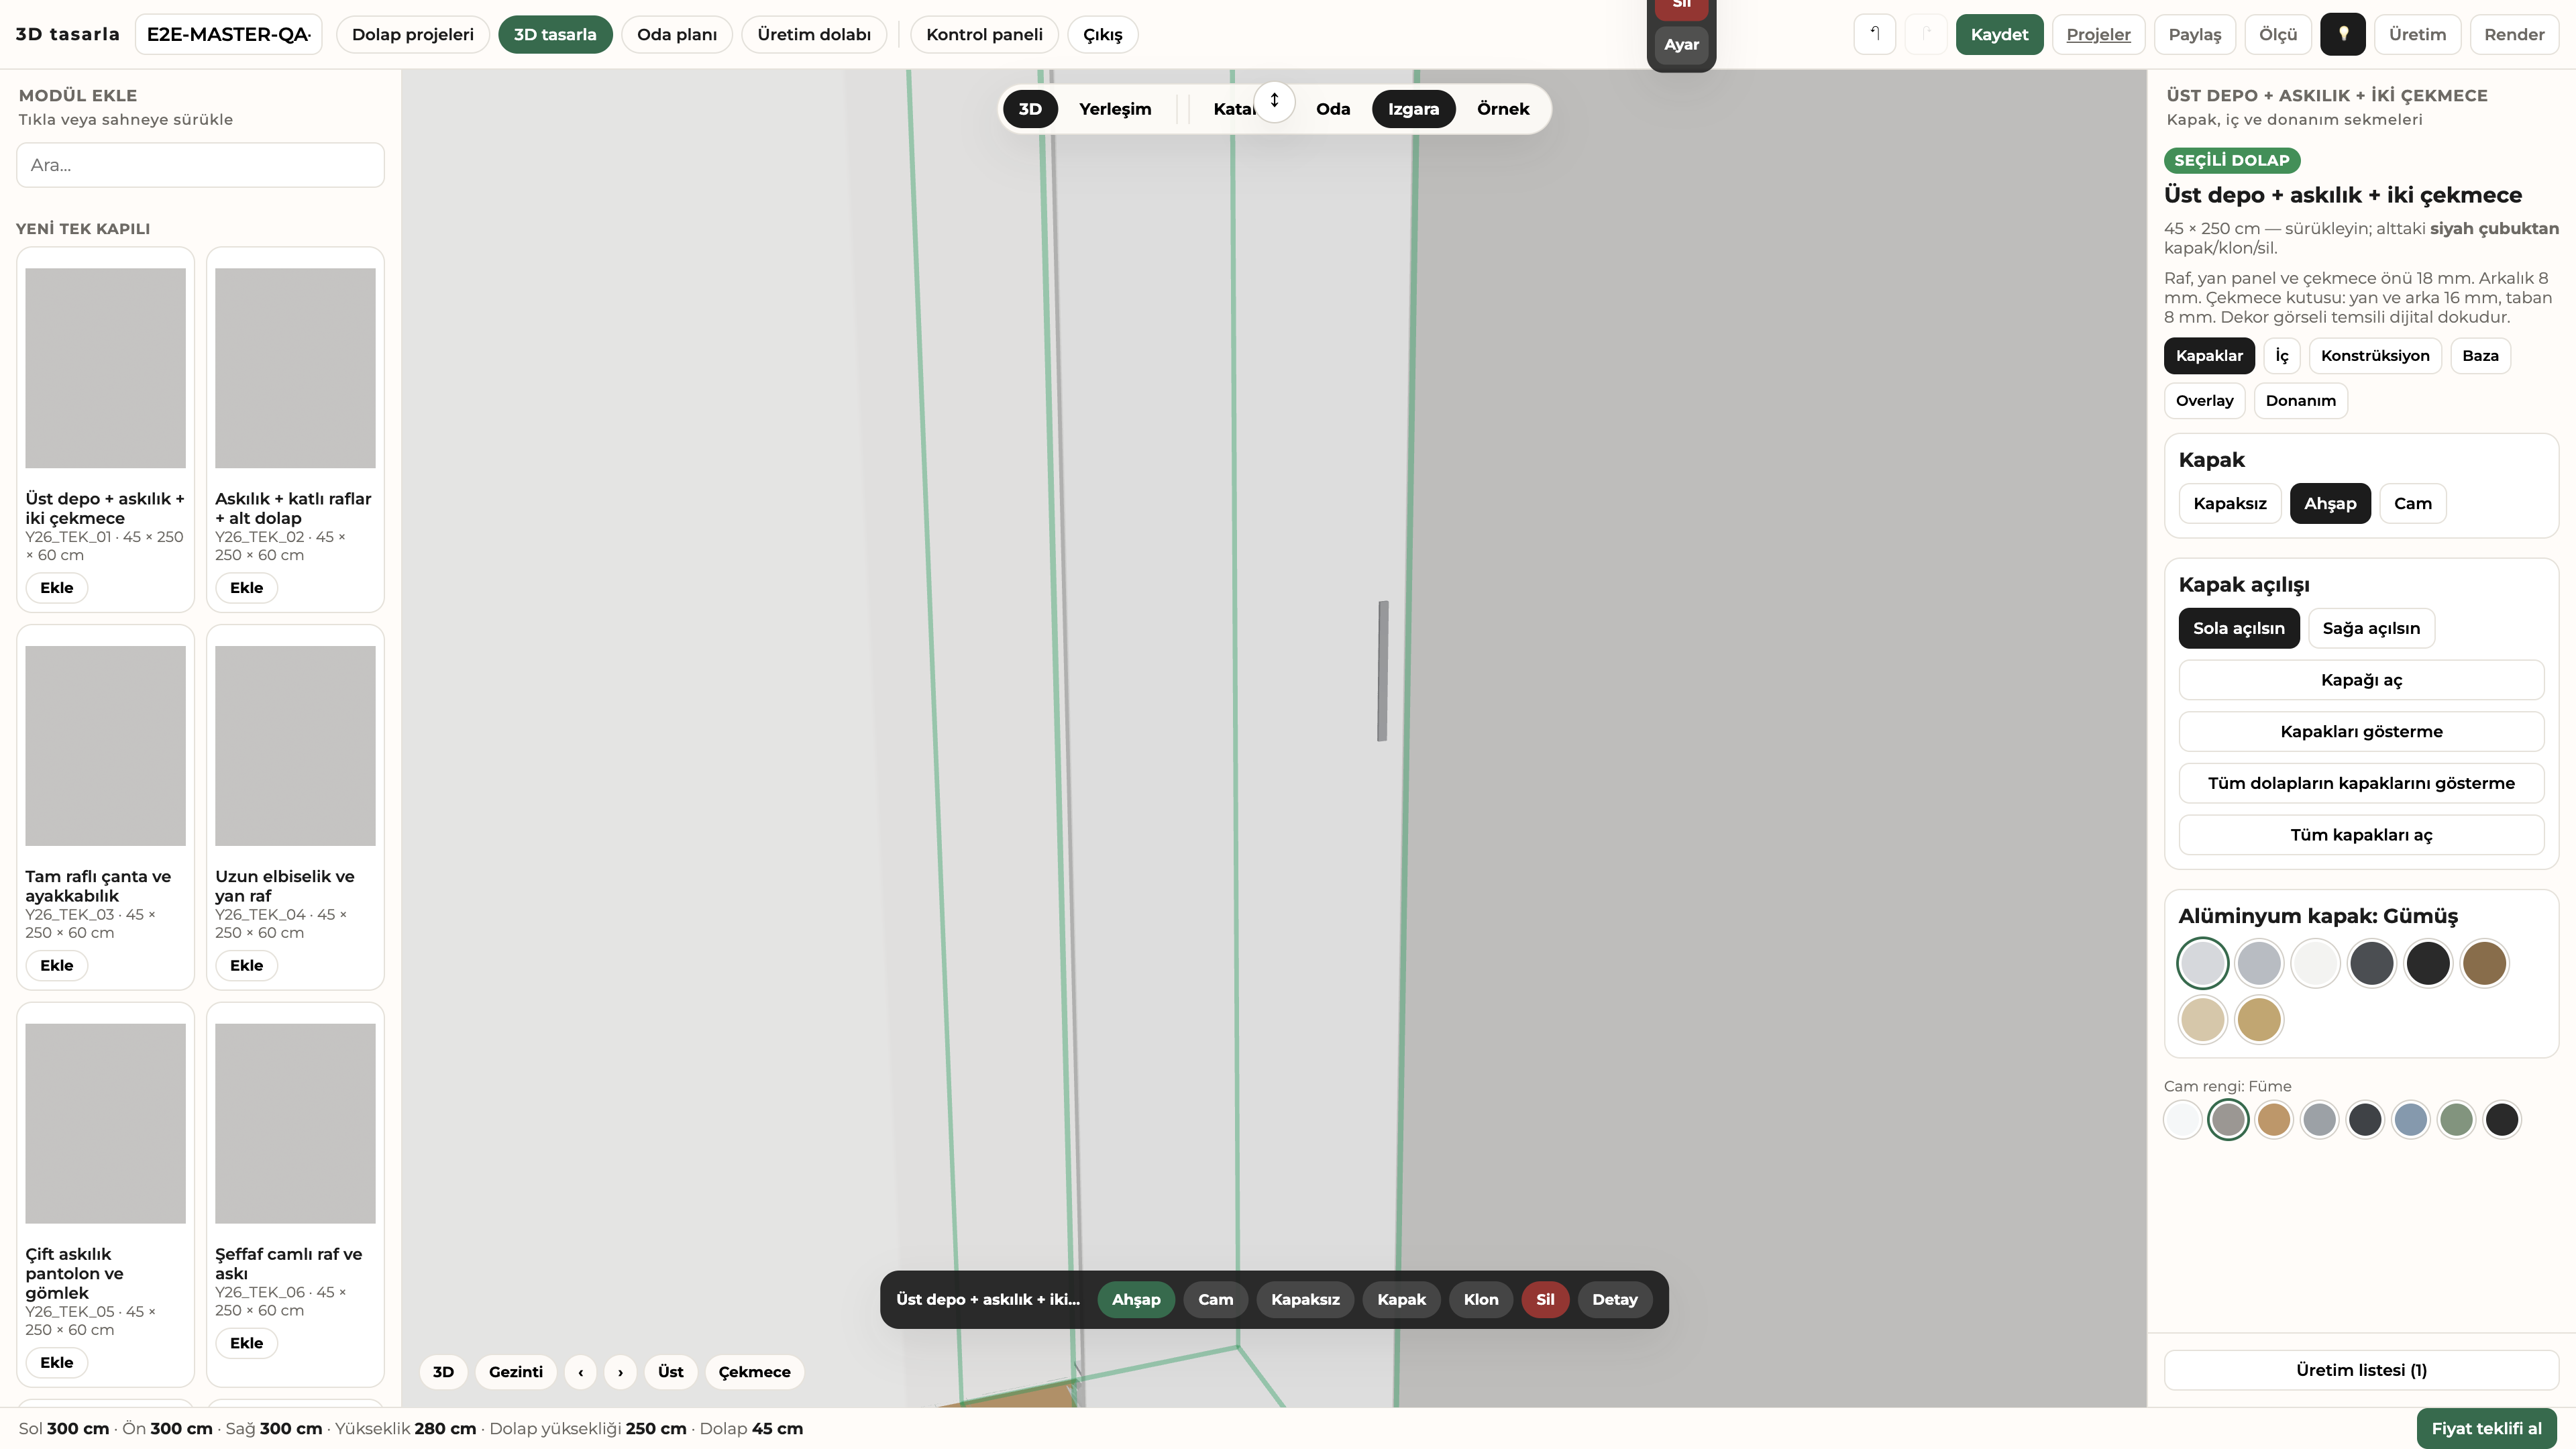 3D tasarla
E2E-MASTER-QA-
Dolap projeleri
3D tasarla
Oda planı
Üretim dolabı
Kontrol paneli
Çıkış
Sil
Ayar
Kaydet
Projeler
Paylaş
Ölçü
Üretim
Render
MODÜL EKLE
Tıkla veya sahneye sürükle
Ara...
YENİ TEK KAPILI
Üst depo + askılık +
iki çekmece
Y26_TEK_01 · 45 × 250
× 60 cm
Ekle
Askılık + katlı raflar
+ alt dolap
Y26_TEK_02 · 45 ×
250 × 60 cm
Ekle
Tam raflı çanta ve
ayakkabılık
Y26_TEK_03 · 45 ×
250 × 60 cm
Ekle
Uzun elbiselik ve
yan raf
Y26_TEK_04 · 45 ×
250 × 60 cm
Ekle
Çift askılık
pantolon ve
gömlek
Y26_TEK_05 · 45 ×
250 × 60 cm
Ekle
Şeffaf camlı raf ve
askı
Y26_TEK_06 · 45 ×
250 × 60 cm
Ekle
3D
Yerleşim
Katal
Oda
Izgara
Örnek
Üst depo + askılık + iki...
Ahşap
Cam
Kapaksız
Kapak
Klon
Sil
Detay
3D
Gezinti
‹
›
Üst
Çekmece
ÜST DEPO + ASKILIK + İKİ ÇEKMECE
Kapak, iç ve donanım sekmeleri
SEÇİLİ DOLAP
Üst depo + askılık + iki çekmece
45 × 250 cm — sürükleyin; alttaki siyah çubuktan
kapak/klon/sil.
Raf, yan panel ve çekmece önü 18 mm. Arkalık 8
mm. Çekmece kutusu: yan ve arka 16 mm, taban
8 mm. Dekor görseli temsili dijital dokudur.
Kapaklar
İç
Konstrüksiyon
Baza
Overlay
Donanım
Kapak
Kapaksız
Ahşap
Cam
Kapak açılışı
Sola açılsın
Sağa açılsın
Kapağı aç
Kapakları gösterme
Tüm dolapların kapaklarını gösterme
Tüm kapakları aç
Alüminyum kapak: Gümüş
Cam rengi: Füme
Üretim listesi (1)
Sol 300 cm · Ön 300 cm · Sağ 300 cm · Yükseklik 280 cm · Dolap yüksekliği 250 cm · Dolap 45 cm
Fiyat teklifi al